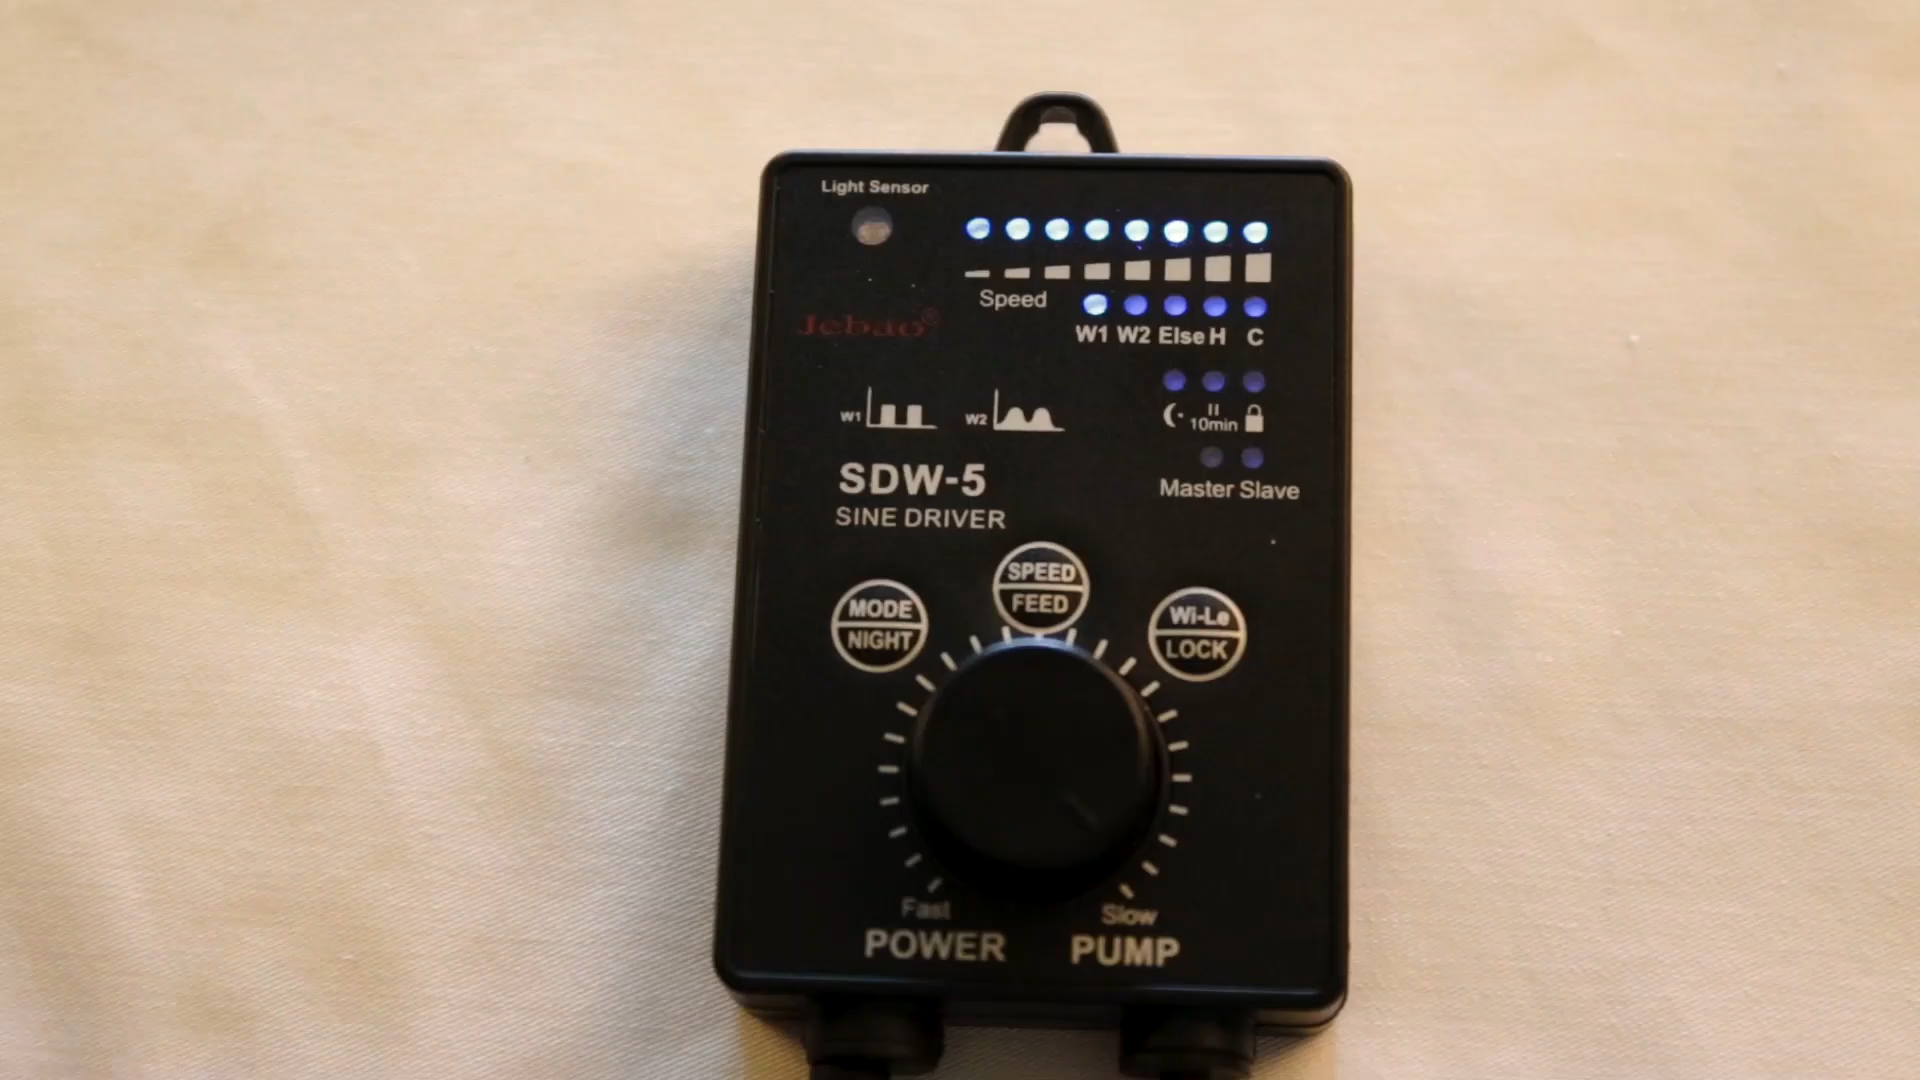 Light Sensor
Speed
Jebao®
W1 W2 Else H C
W1 W2
10min
SDW-5
Master Slave
SINE DRIVER
SPEED
FEED
MODE
NIGHT
Wi-Le
LOCK
Fast Slow
POWER PUMP